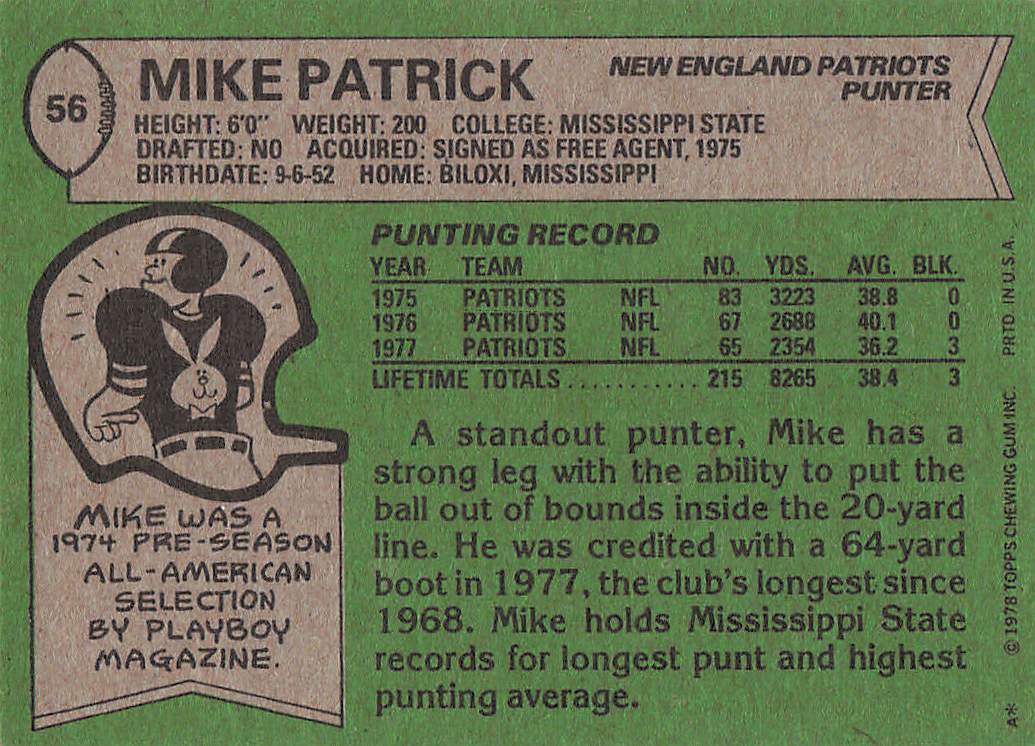 56
MIKE PATRICK
NEW ENGLAND PATRIOTS
PUNTER
HEIGHT: 6'0" WEIGHT: 200 COLLEGE: MISSISSIPPI STATE
DRAFTED: NO ACQUIRED: SIGNED AS FREE AGENT, 1975
BIRTHDATE: 9-6-52 HOME: BILOXI, MISSISSIPPI
PUNTING RECORD
YEAR TEAM NO. YDS. AVG. BLK.
1975 PATRIOTS NFL 83 3223 38.8 0
1976 PATRIOTS NFL 67 2688 40.1 0
1977 PATRIOTS NFL 65 2354 36.2 3
LIFETIME TOTALS........... 215 8265 38.4 3
A standout punter, Mike has a
strong leg with the ability to put the
ball out of bounds inside the 20-yard
line. He was credited with a 64-yard
boot in 1977, the club's longest since
1968. Mike holds Mississippi State
records for longest punt and highest
punting average.
MIKE WAS A
1974 PRE-SEASON
ALL-AMERICAN
SELECTION
BY PLAYBOY
MAGAZINE.
A* © 1978 TOPPS CHEWING GUM INC. PRTD IN U.S.A.